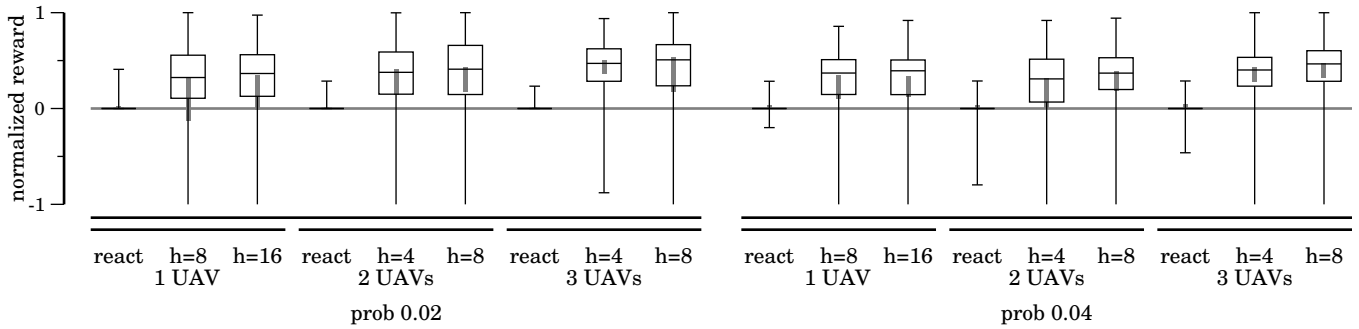 normalized reward
1
0
-1
react h=8 h=16 react h=4 h=8 react h=4 h=8 react h=8 h=16 react h=4 h=8 react h=4 h=8
1 UAV 2 UAVs 3 UAVs 1 UAV 2 UAVs 3 UAVs
prob 0.02 prob 0.04